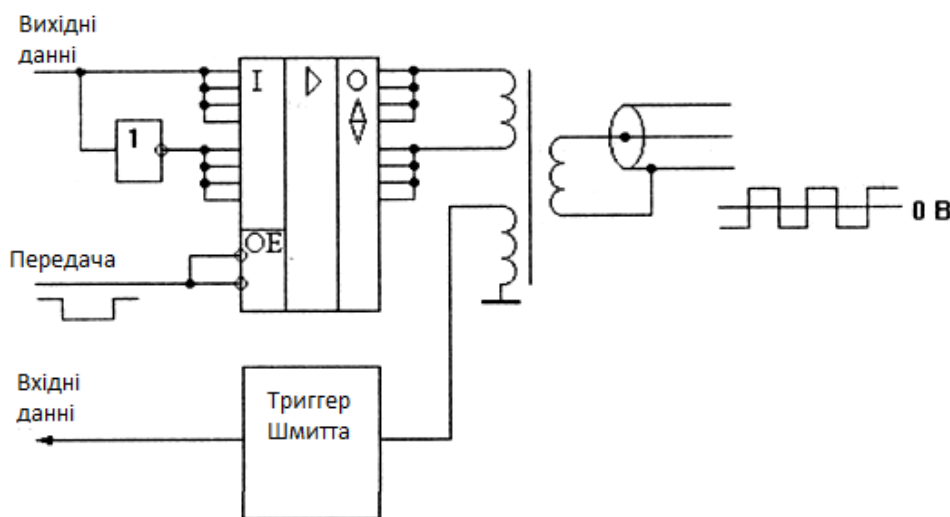 Вихідні
данні
I
1
OE
Передача
0 В
Вхідні
данні
Триггер
Шмитта